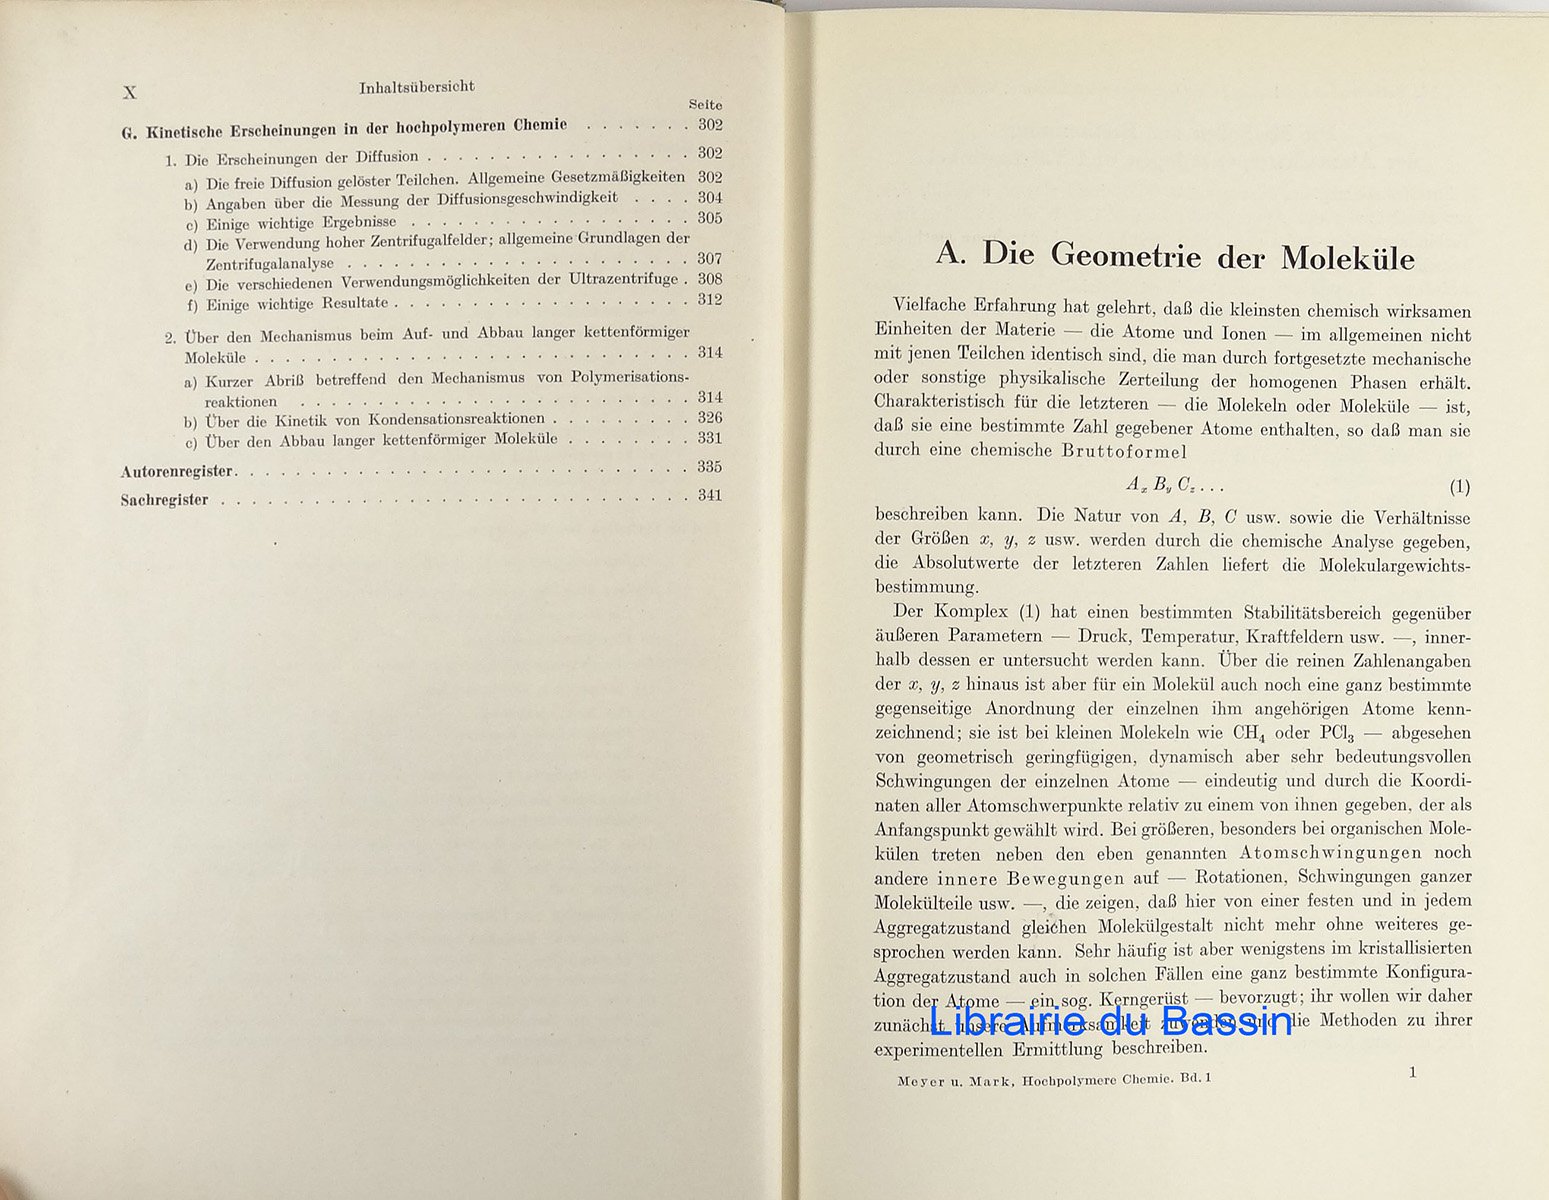 X
Inhaltsübersicht
Seite
G. Kinetische Erscheinungen in der hochpolymeren Chemie . . . . . . . 302
1. Die Erscheinungen der Diffusion . . . . . . . . . . . . . . . . . 302
a) Die freie Diffusion gelöster Teilchen. Allgemeine Gesetzmäßigkeiten 302
b) Angaben über die Messung der Diffusionsgeschwindigkeit . . . . 304
c) Einige wichtige Ergebnisse . . . . . . . . . . . . . . . . . . 305
d) Die Verwendung hoher Zentrifugalfelder; allgemeine Grundlagen der
Zentrifugalanalyse . . . . . . . . . . . . . . . . . . . . . . 307
e) Die verschiedenen Verwendungsmöglichkeiten der Ultrazentrifuge . 308
f) Einige wichtige Resultate . . . . . . . . . . . . . . . . . . . 312
2. Über den Mechanismus beim Auf- und Abbau langer kettenförmiger
Moleküle . . . . . . . . . . . . . . . . . . . . . . . . . . . . 314
a) Kurzer Abriß betreffend den Mechanismus von Polymerisations-
reaktionen . . . . . . . . . . . . . . . . . . . . . . . . . 314
b) Über die Kinetik von Kondensationsreaktionen . . . . . . . . . 326
c) Über den Abbau langer kettenförmiger Moleküle . . . . . . . . 331
Autorenregister. . . . . . . . . . . . . . . . . . . . . . . . . . . . . . 335
Sachregister . . . . . . . . . . . . . . . . . . . . . . . . . . . . . . . 341
A. Die Geometrie der Moleküle
Vielfache Erfahrung hat gelehrt, daß die kleinsten chemisch wirksamen
Einheiten der Materie — die Atome und Ionen — im allgemeinen nicht
mit jenen Teilchen identisch sind, die man durch fortgesetzte mechanische
oder sonstige physikalische Zerteilung der homogenen Phasen erhält.
Charakteristisch für die letzteren — die Molekeln oder Moleküle — ist,
daß sie eine bestimmte Zahl gegebener Atome enthalten, so daß man sie
durch eine chemische Bruttoformel
Aₓ B_y C_z . . . (1)
beschreiben kann. Die Natur von A, B, C usw. sowie die Verhältnisse
der Größen x, y, z usw. werden durch die chemische Analyse gegeben,
die Absolutwerte der letzteren Zahlen liefert die Molekulargewichts-
bestimmung.
Der Komplex (1) hat einen bestimmten Stabilitätsbereich gegenüber
äußeren Parametern — Druck, Temperatur, Kraftfeldern usw. —, inner-
halb dessen er untersucht werden kann. Über die reinen Zahlenangaben
der x, y, z hinaus ist aber für ein Molekül auch noch eine ganz bestimmte
gegenseitige Anordnung der einzelnen ihm angehörigen Atome kenn-
zeichnend; sie ist bei kleinen Molekeln wie CH₄ oder PCl₃ — abgesehen
von geometrisch geringfügigen, dynamisch aber sehr bedeutungsvollen
Schwingungen der einzelnen Atome — eindeutig und durch die Koordi-
naten aller Atomschwerpunkte relativ zu einem von ihnen gegeben, der als
Anfangspunkt gewählt wird. Bei größeren, besonders bei organischen Mole-
külen treten neben den eben genannten Atomschwingungen noch
andere innere Bewegungen auf — Rotationen, Schwingungen ganzer
Molekülteile usw. —, die zeigen, daß hier von einer festen und in jedem
Aggregatzustand gleichen Molekülgestalt nicht mehr ohne weiteres ge-
sprochen werden kann. Sehr häufig ist aber wenigstens im kristallisierten
Aggregatzustand auch in solchen Fällen eine ganz bestimmte Konfigura-
tion der Atome — ein sog. Kerngerüst — bevorzugt; ihr wollen wir daher
zunächst unsere Aufmerksamkeit zuwenden und die Methoden zu ihrer
experimentellen Ermittlung beschreiben.
Librairie du Bassin
Meyer u. Mark, Hochpolymere Chemie. Bd. 1
1